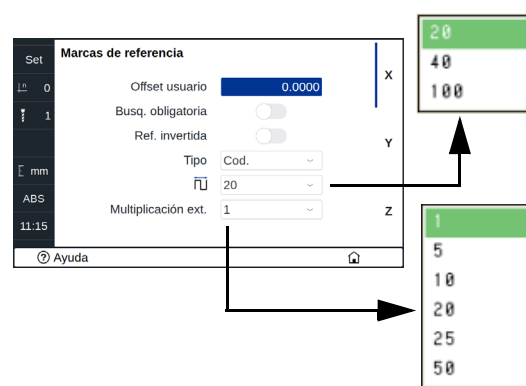 Set
0
1
mm
ABS
11:15
Marcas de referencia
Offset usuario 0.0000
Busq. obligatoria
Ref. invertida
Tipo Cod.
20
Multiplicación ext. 1
X
Y
Z
? Ayuda
20
40
100
1
5
10
20
25
50